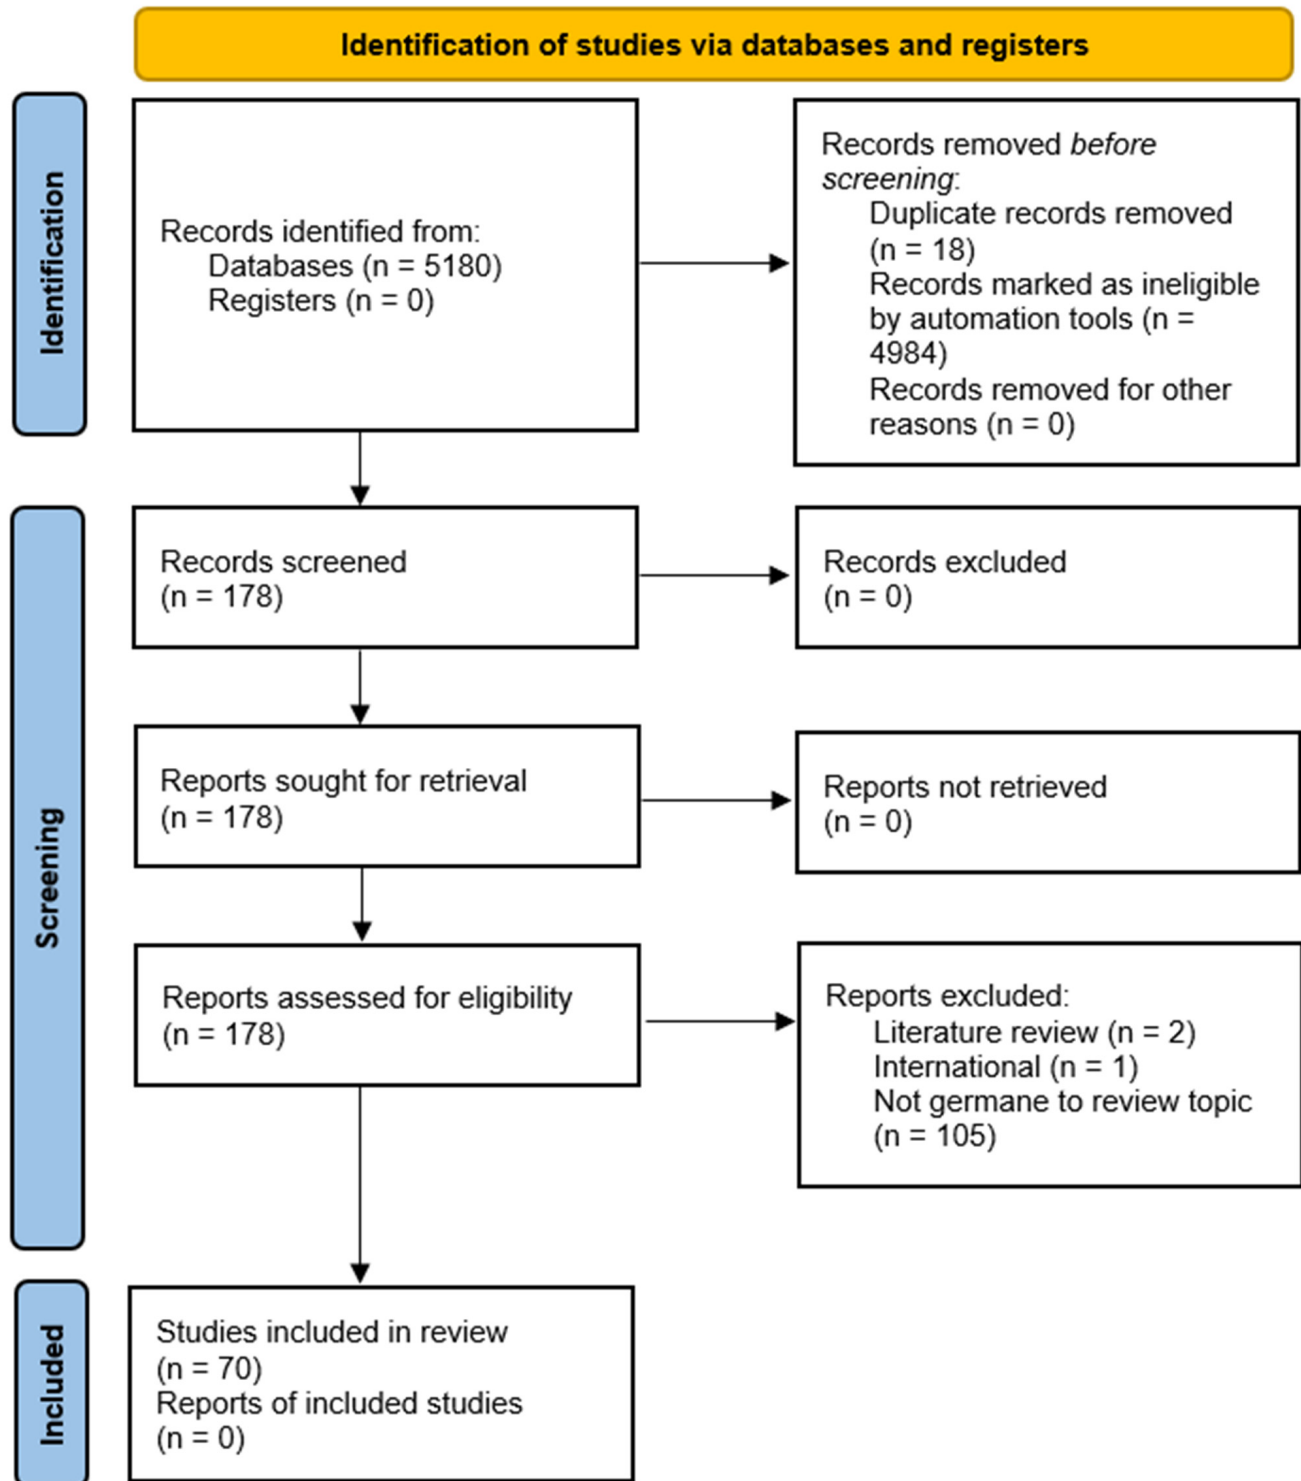 Identification of studies via databases and registers
Identification
Records identified from:
Databases (n = 5180)
Registers (n = 0)
Records removed before
screening:
Duplicate records removed
(n = 18)
Records marked as ineligible
by automation tools (n =
4984)
Records removed for other
reasons (n = 0)
Screening
Records screened
(n = 178)
Records excluded
(n = 0)
Reports sought for retrieval
(n = 178)
Reports not retrieved
(n = 0)
Reports assessed for eligibility
(n = 178)
Reports excluded:
Literature review (n = 2)
International (n = 1)
Not germane to review topic
(n = 105)
Included
Studies included in review
(n = 70)
Reports of included studies
(n = 0)